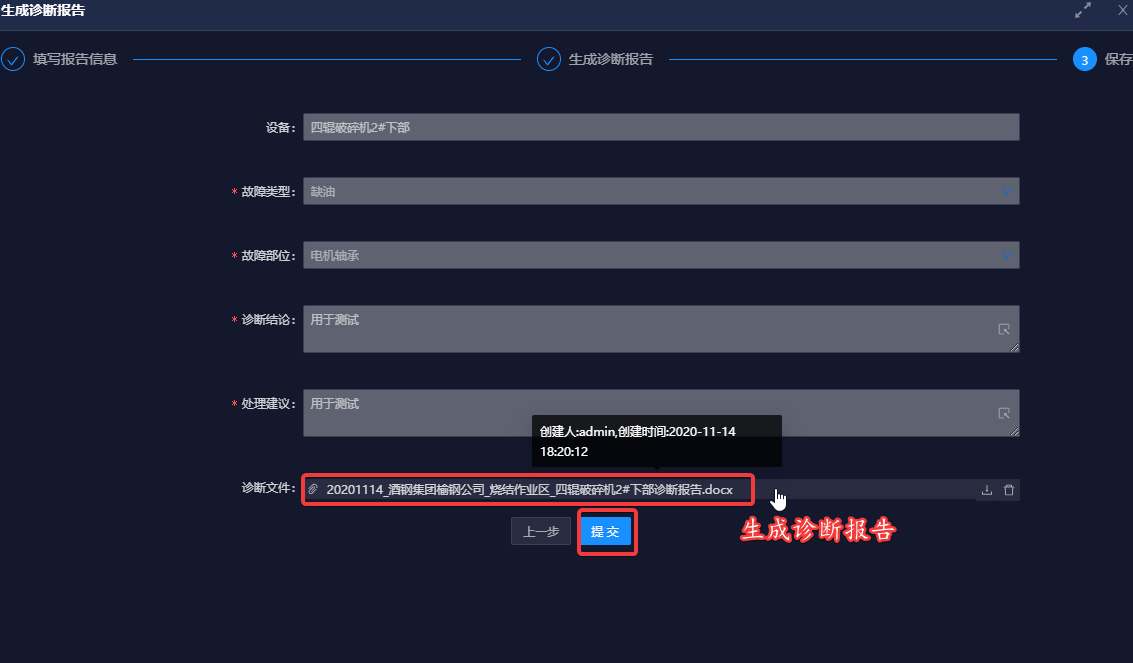 生成诊断报告
填写报告信息
生成诊断报告
3 保存
设备: 四辊破碎机2#下部
* 故障类型: 缺油
* 故障部位: 电机轴承
* 诊断结论: 用于测试
* 处理建议: 用于测试
创建人:admin,创建时间:2020-11-14
18:20:12
诊断文件: 20201114_酒钢集团榆钢公司_烧结作业区_四辊破碎机2#下部诊断报告.docx
上一步 提 交
生成诊断报告